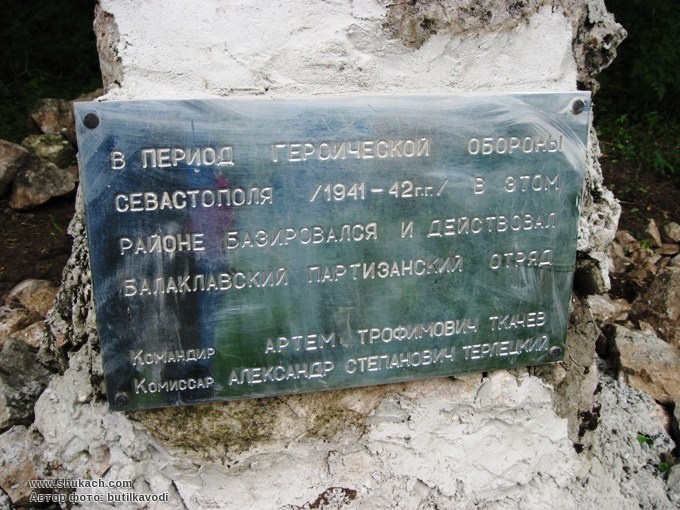 В ПЕРИОД ГЕРОИЧЕСКОЙ ОБОРОНЫ
СЕВАСТОПОЛЯ /1941-42г.г./ В ЭТОМ
РАЙОНЕ БАЗИРОВАЛСЯ И ДЕЙСТВОВАЛ
БАЛАКЛАВСКИЙ ПАРТИЗАНСКИЙ ОТРЯД
Командир АРТЕМ ТРОФИМОВИЧ ТКАЧЕВ
Комиссар АЛЕКСАНДР СТЕПАНОВИЧ ТЕРЛЕЦКИЙ
www.shukach.com
Автор фото: butilkavodi